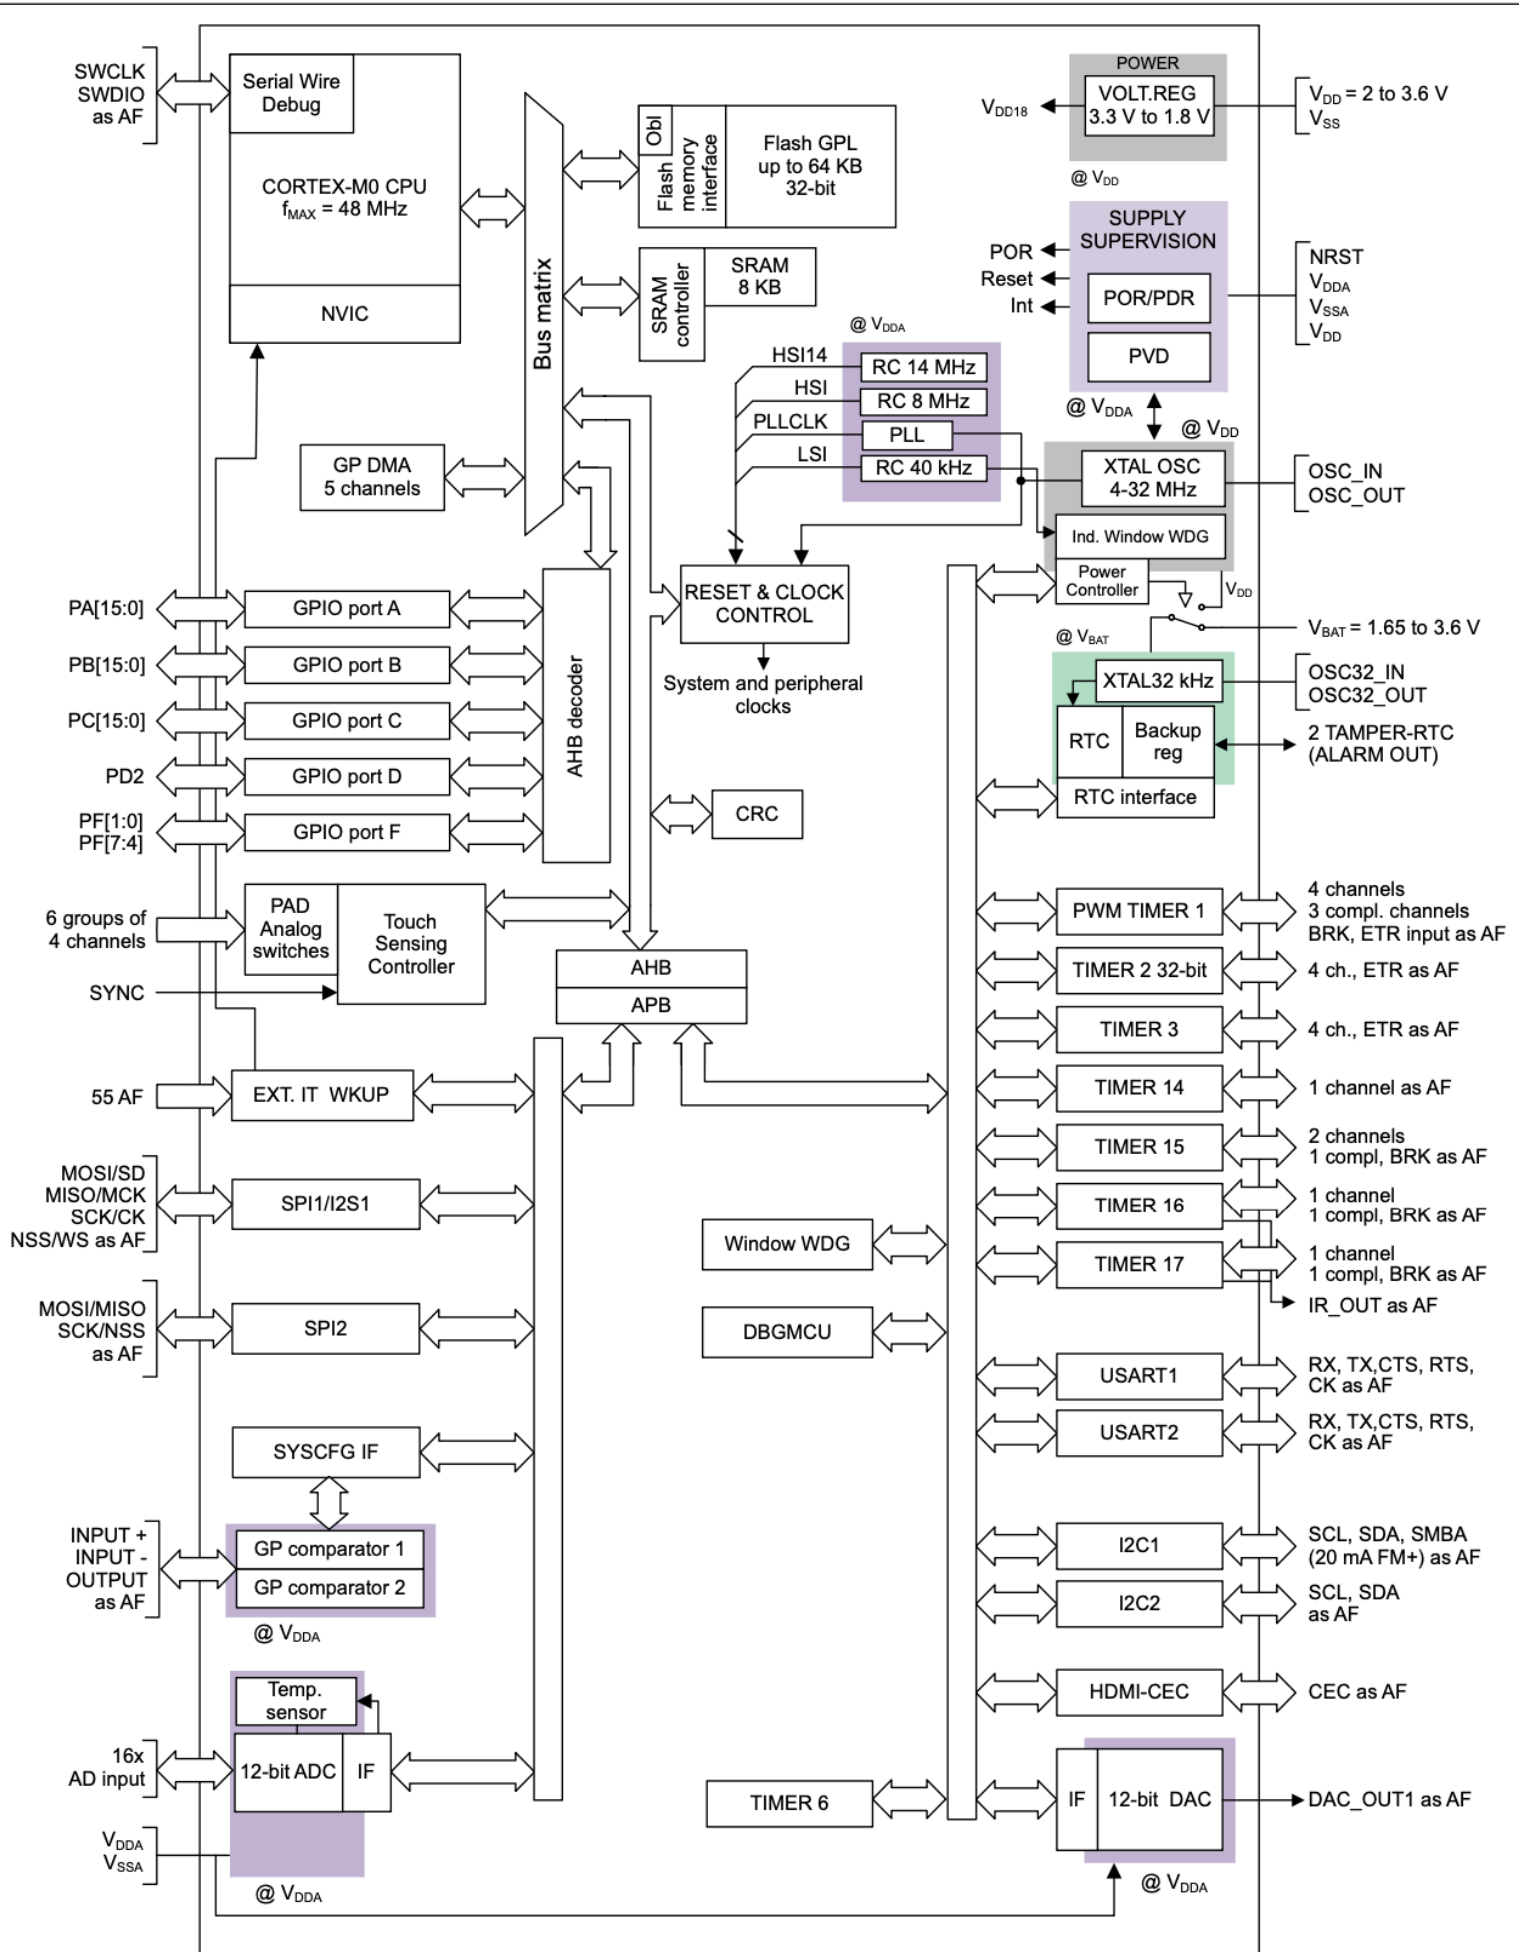 SWCLK
SWDIO
as AF
Serial Wire
Debug
CORTEX-M0 CPU
fMAX = 48 MHz
NVIC
Bus matrix
Obl
Flash
memory
interface
Flash GPL
up to 64 KB
32-bit
SRAM
controller
SRAM
8 KB
POWER
VOLT.REG
3.3 V to 1.8 V
VDD18
VDD = 2 to 3.6 V
VSS
@ VDD
SUPPLY
SUPERVISION
POR
Reset
Int
POR/PDR
PVD
NRST
VDDA
VSSA
VDD
@ VDDA
@ VDDA
@ VDD
HSI14
HSI
PLLCLK
LSI
RC 14 MHz
RC 8 MHz
PLL
RC 40 kHz
GP DMA
5 channels
XTAL OSC
4-32 MHz
OSC_IN
OSC_OUT
Ind. Window WDG
Power
Controller
VDD
VBAT = 1.65 to 3.6 V
@ VBAT
RESET & CLOCK
CONTROL
System and peripheral
clocks
XTAL32 kHz
OSC32_IN
OSC32_OUT
RTC
Backup
reg
2 TAMPER-RTC
(ALARM OUT)
RTC interface
PA[15:0]
GPIO port A
PB[15:0]
GPIO port B
PC[15:0]
GPIO port C
PD2
GPIO port D
PF[1:0]
PF[7:4]
GPIO port F
AHB decoder
CRC
6 groups of
4 channels
PAD
Analog
switches
Touch
Sensing
Controller
SYNC
AHB
APB
PWM TIMER 1
4 channels
3 compl. channels
BRK, ETR input as AF
TIMER 2 32-bit
4 ch., ETR as AF
TIMER 3
4 ch., ETR as AF
TIMER 14
1 channel as AF
TIMER 15
2 channels
1 compl, BRK as AF
TIMER 16
1 channel
1 compl, BRK as AF
TIMER 17
1 channel
1 compl, BRK as AF
IR_OUT as AF
55 AF
EXT. IT WKUP
MOSI/SD
MISO/MCK
SCK/CK
NSS/WS as AF
SPI1/I2S1
MOSI/MISO
SCK/NSS
as AF
SPI2
Window WDG
DBGMCU
USART1
RX, TX,CTS, RTS,
CK as AF
USART2
RX, TX,CTS, RTS,
CK as AF
SYSCFG IF
INPUT +
INPUT -
OUTPUT
as AF
GP comparator 1
GP comparator 2
@ VDDA
I2C1
SCL, SDA, SMBA
(20 mA FM+) as AF
I2C2
SCL, SDA
as AF
HDMI-CEC
CEC as AF
Temp.
sensor
16x
AD input
12-bit ADC
IF
VDDA
VSSA
@ VDDA
TIMER 6
IF
12-bit DAC
DAC_OUT1 as AF
@ VDDA